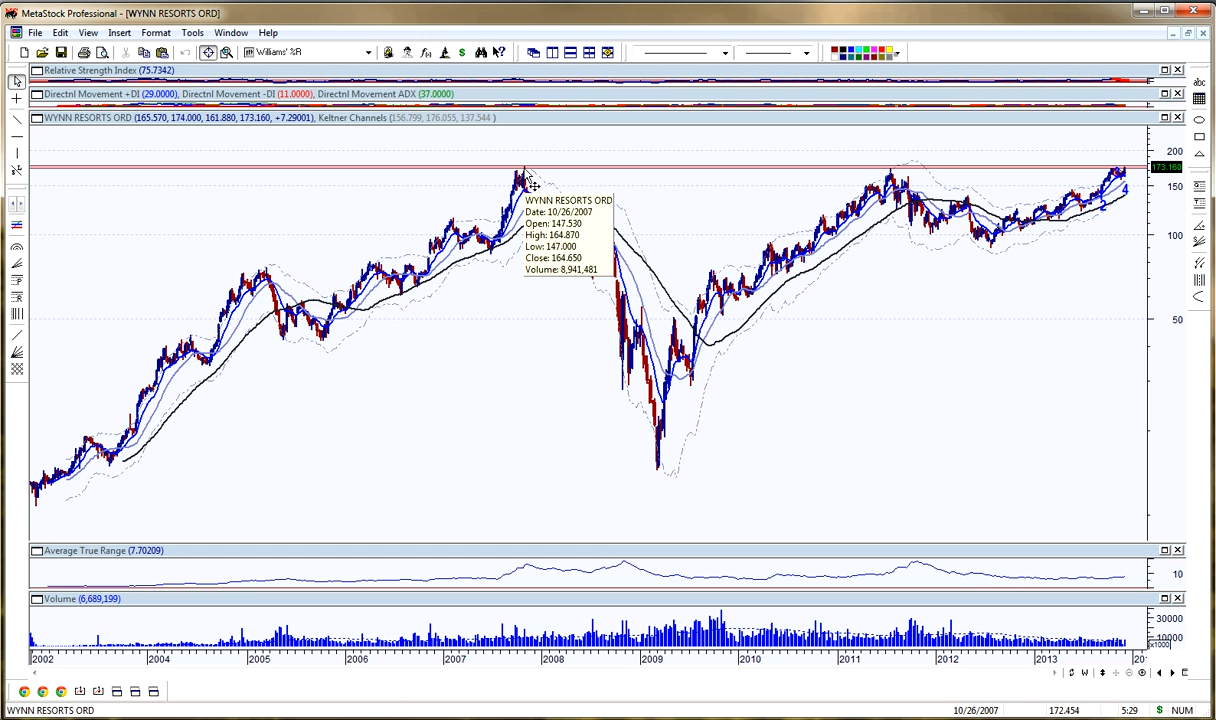 MetaStock Professional - [WYNN RESORTS ORD]
File Edit View Insert Format Tools Window Help
Williams' %R
Relative Strength Index (75.7342)
Directnl Movement +DI (29.0000), Directnl Movement -DI (11.0000), Directnl Movement ADX (37.0000)
WYNN RESORTS ORD (165.570, 174.000, 161.880, 173.160, +7.29001), Keltner Channels (156.799, 176.055, 137.544 )
abc
200
173.160
150
100
50
2
4
WYNN RESORTS ORD
Date: 10/26/2007
Open: 147.530
High: 164.870
Low: 147.000
Close: 164.650
Volume: 8,941,481
Average True Range (7.70209)
10
Volume (6,689,199)
30000
10000
x1000
2002 2004 2005 2006 2007 2008 2009 2010 2011 2012 2013 20
WYNN RESORTS ORD 10/26/2007 172.454 5:29 $ NUM